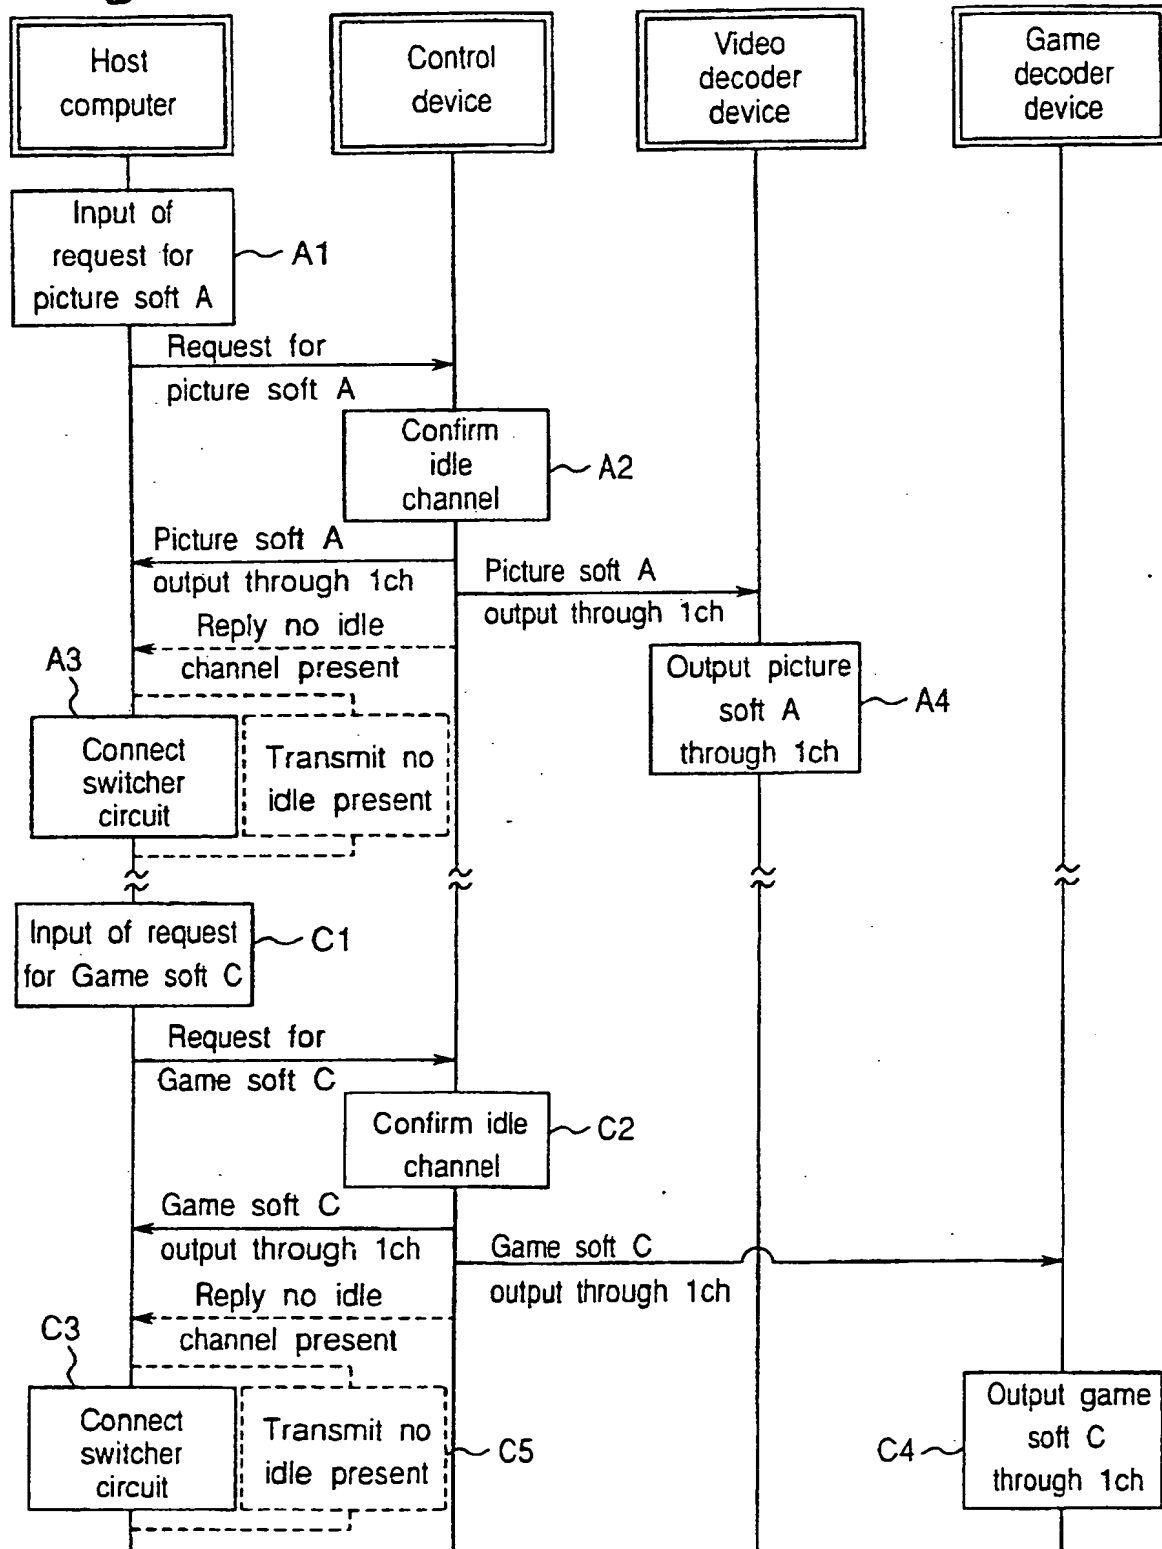 Host
computer
Control
device
Video
decoder
device
Game
decoder
device
Input of
request for
picture soft A
A1
Request for
picture soft A
Confirm
idle
channel
A2
Picture soft A
output through 1ch
Picture soft A
output through 1ch
Reply no idle
channel present
A3
Connect
switcher
circuit
Transmit no
idle present
Output picture
soft A
through 1ch
A4
Input of request
for Game soft C
C1
Request for
Game soft C
Confirm idle
channel
C2
Game soft C
output through 1ch
Game soft C
output through 1ch
Reply no idle
channel present
C3
Connect
switcher
circuit
Transmit no
idle present
C5
C4
Output game
soft C
through 1ch